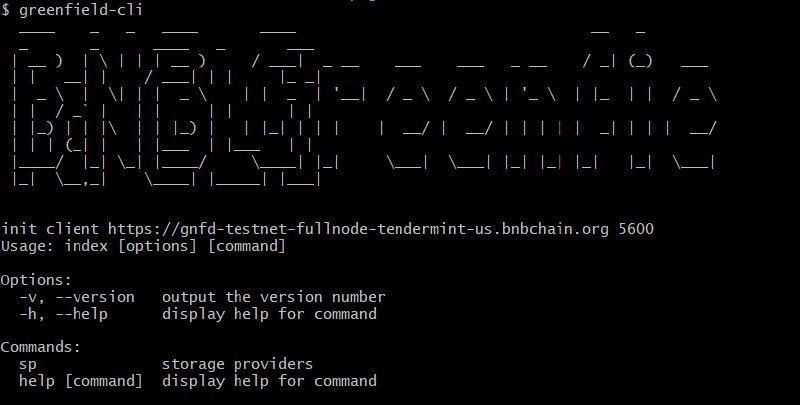 $ greenfield-cli
init client https://gnfd-testnet-fullnode-tendermint-us.bnbchain.org 5600
Usage: index [options] [command]
Options:
-v, --version   output the version number
-h, --help      display help for command
Commands:
sp              storage providers
help [command]  display help for command